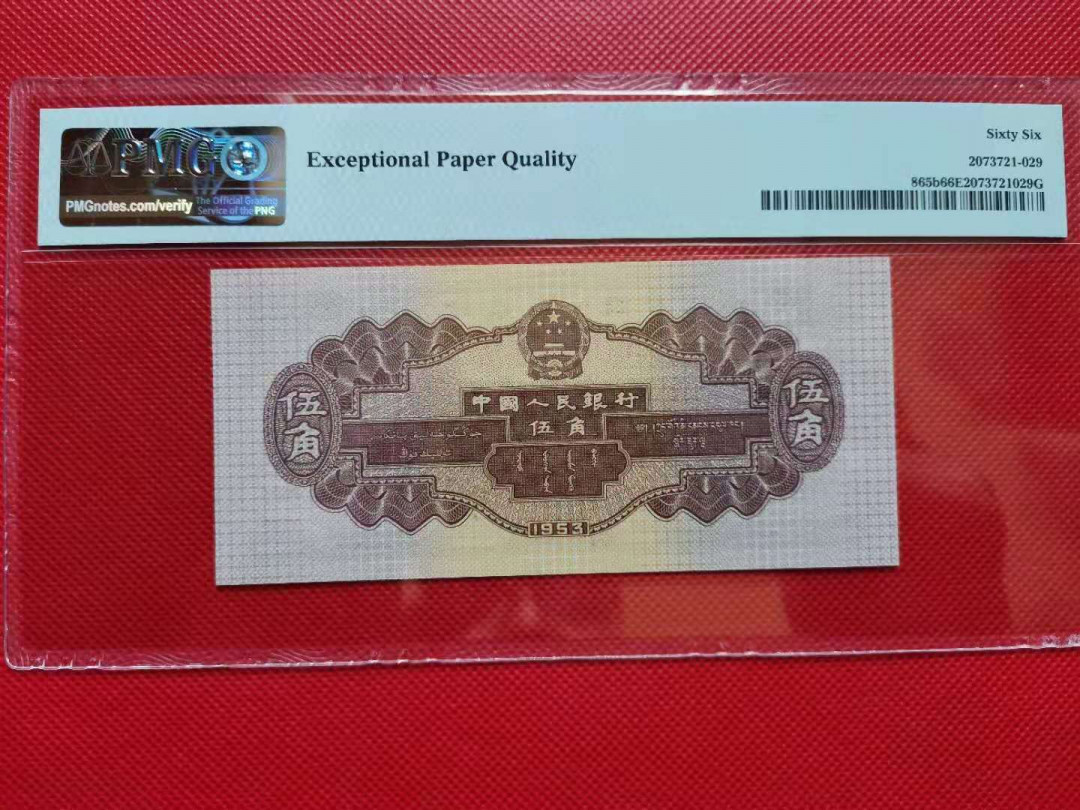 Sixty Six
PMG
Exceptional Paper Quality
2073721-029
PMGnotes.com/verify
The Official Grading
Service of the PNG
865b66E2073721029G
中國人民銀行
伍角
伍角
伍角
1953